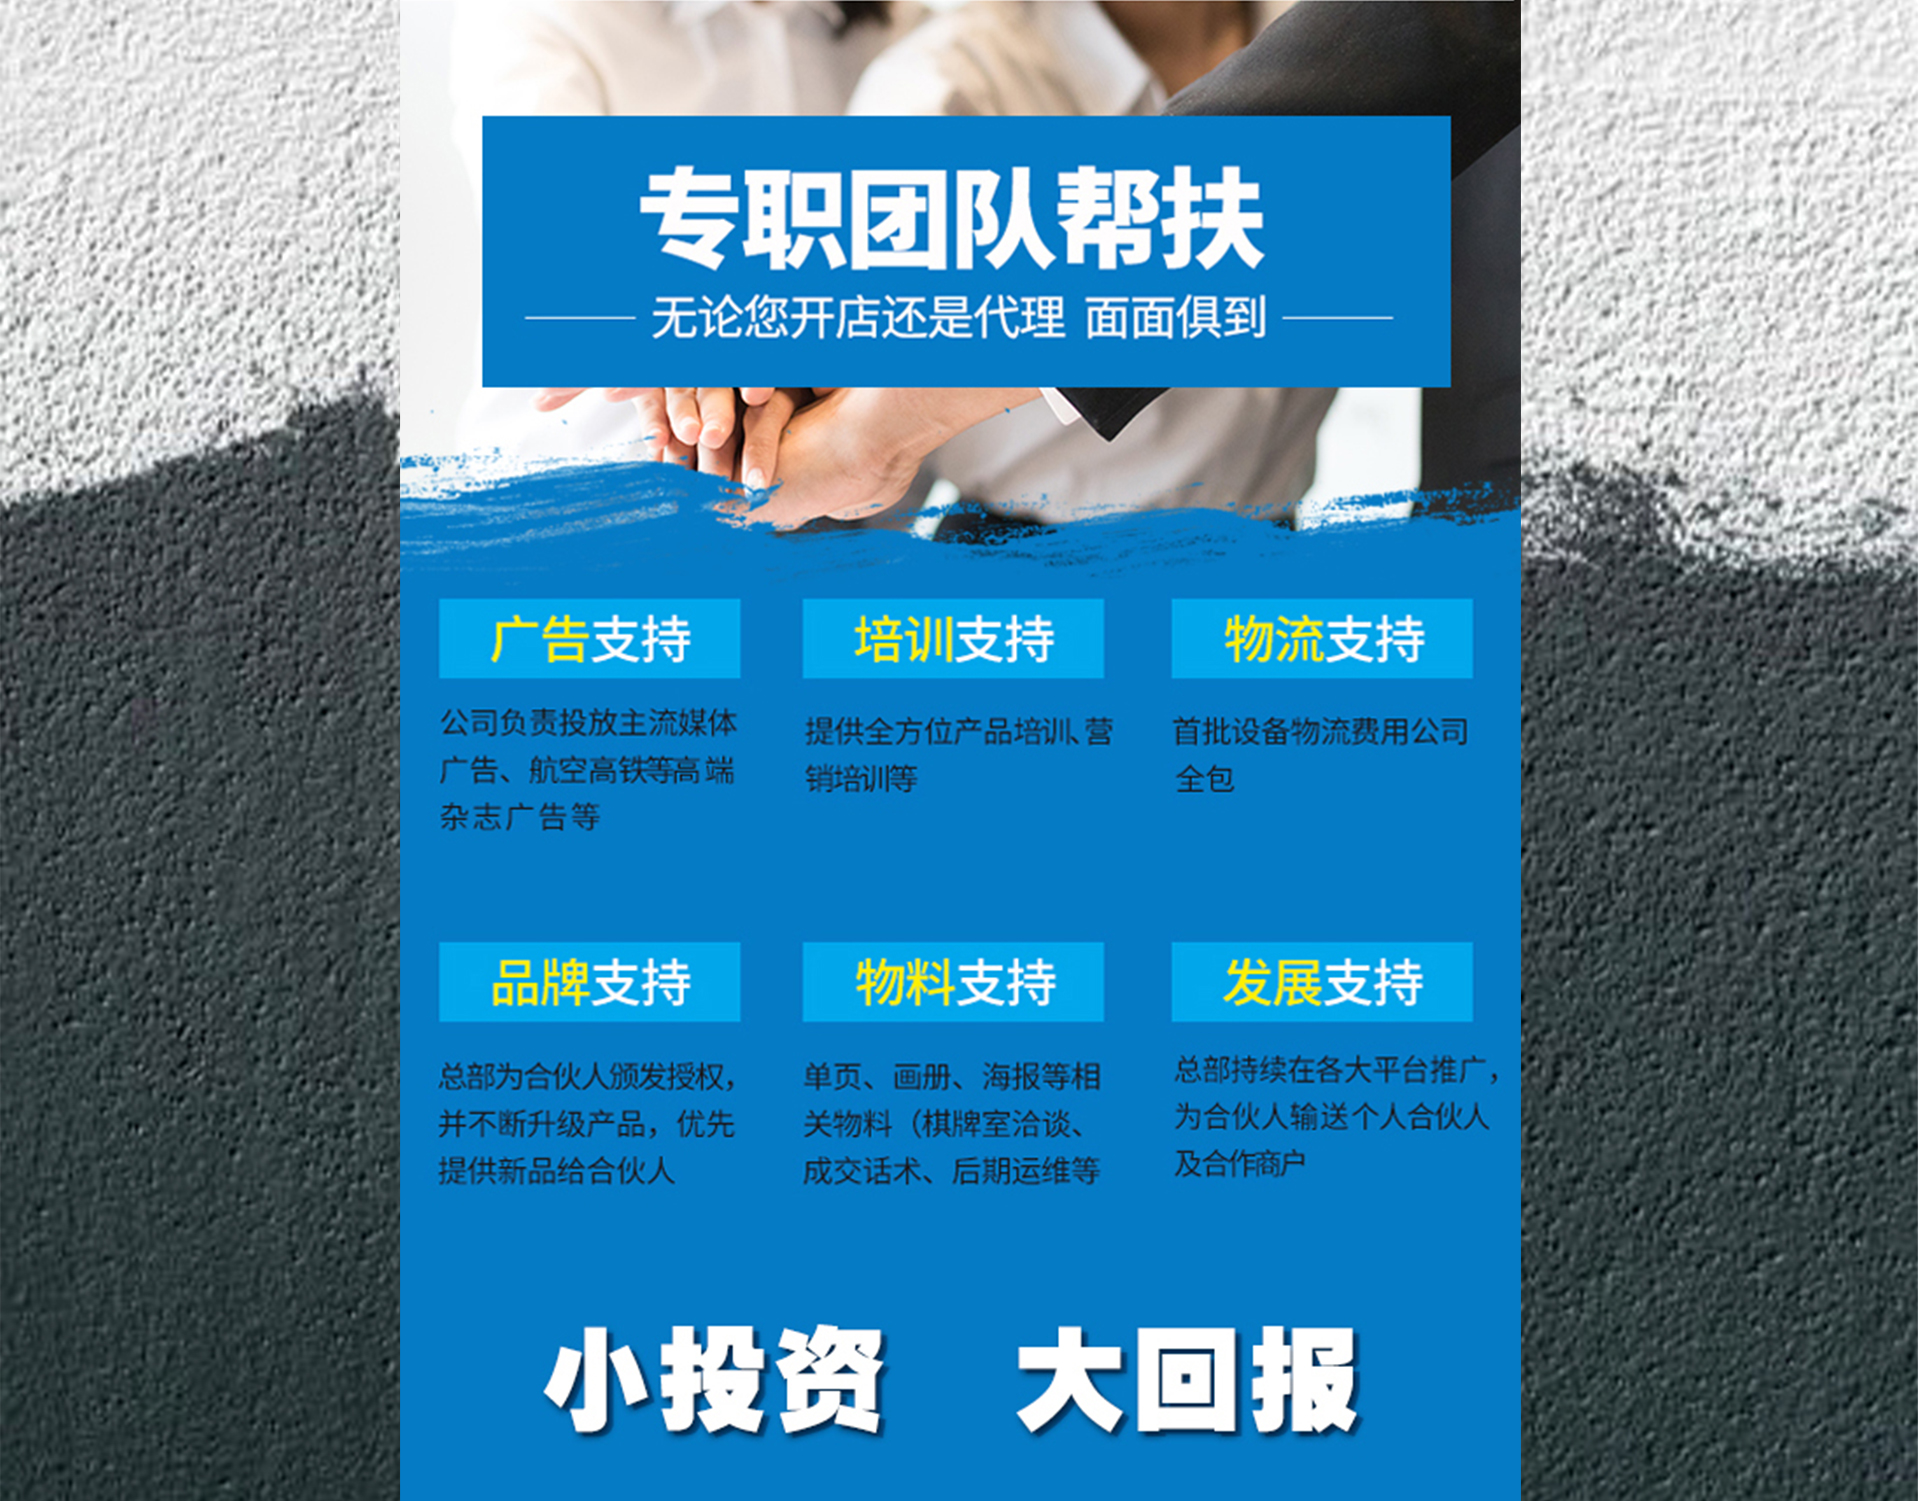 专职团队帮扶
无论您开店还是代理 面面俱到
广告支持
公司负责投放主流媒体
广告、航空高铁等高端
杂志广告等
培训支持
提供全方位产品培训、营
销培训等
物流支持
首批设备物流费用公司
全包
品牌支持
总部为合伙人颁发授权，
并不断升级产品，优先
提供新品给合伙人
物料支持
单页、画册、海报等相
关物料（棋牌室洽谈、
成交话术、后期运维等
发展支持
总部持续在各大平台推广，
为合伙人输送个人合伙人
及合作商户
小投资 大回报